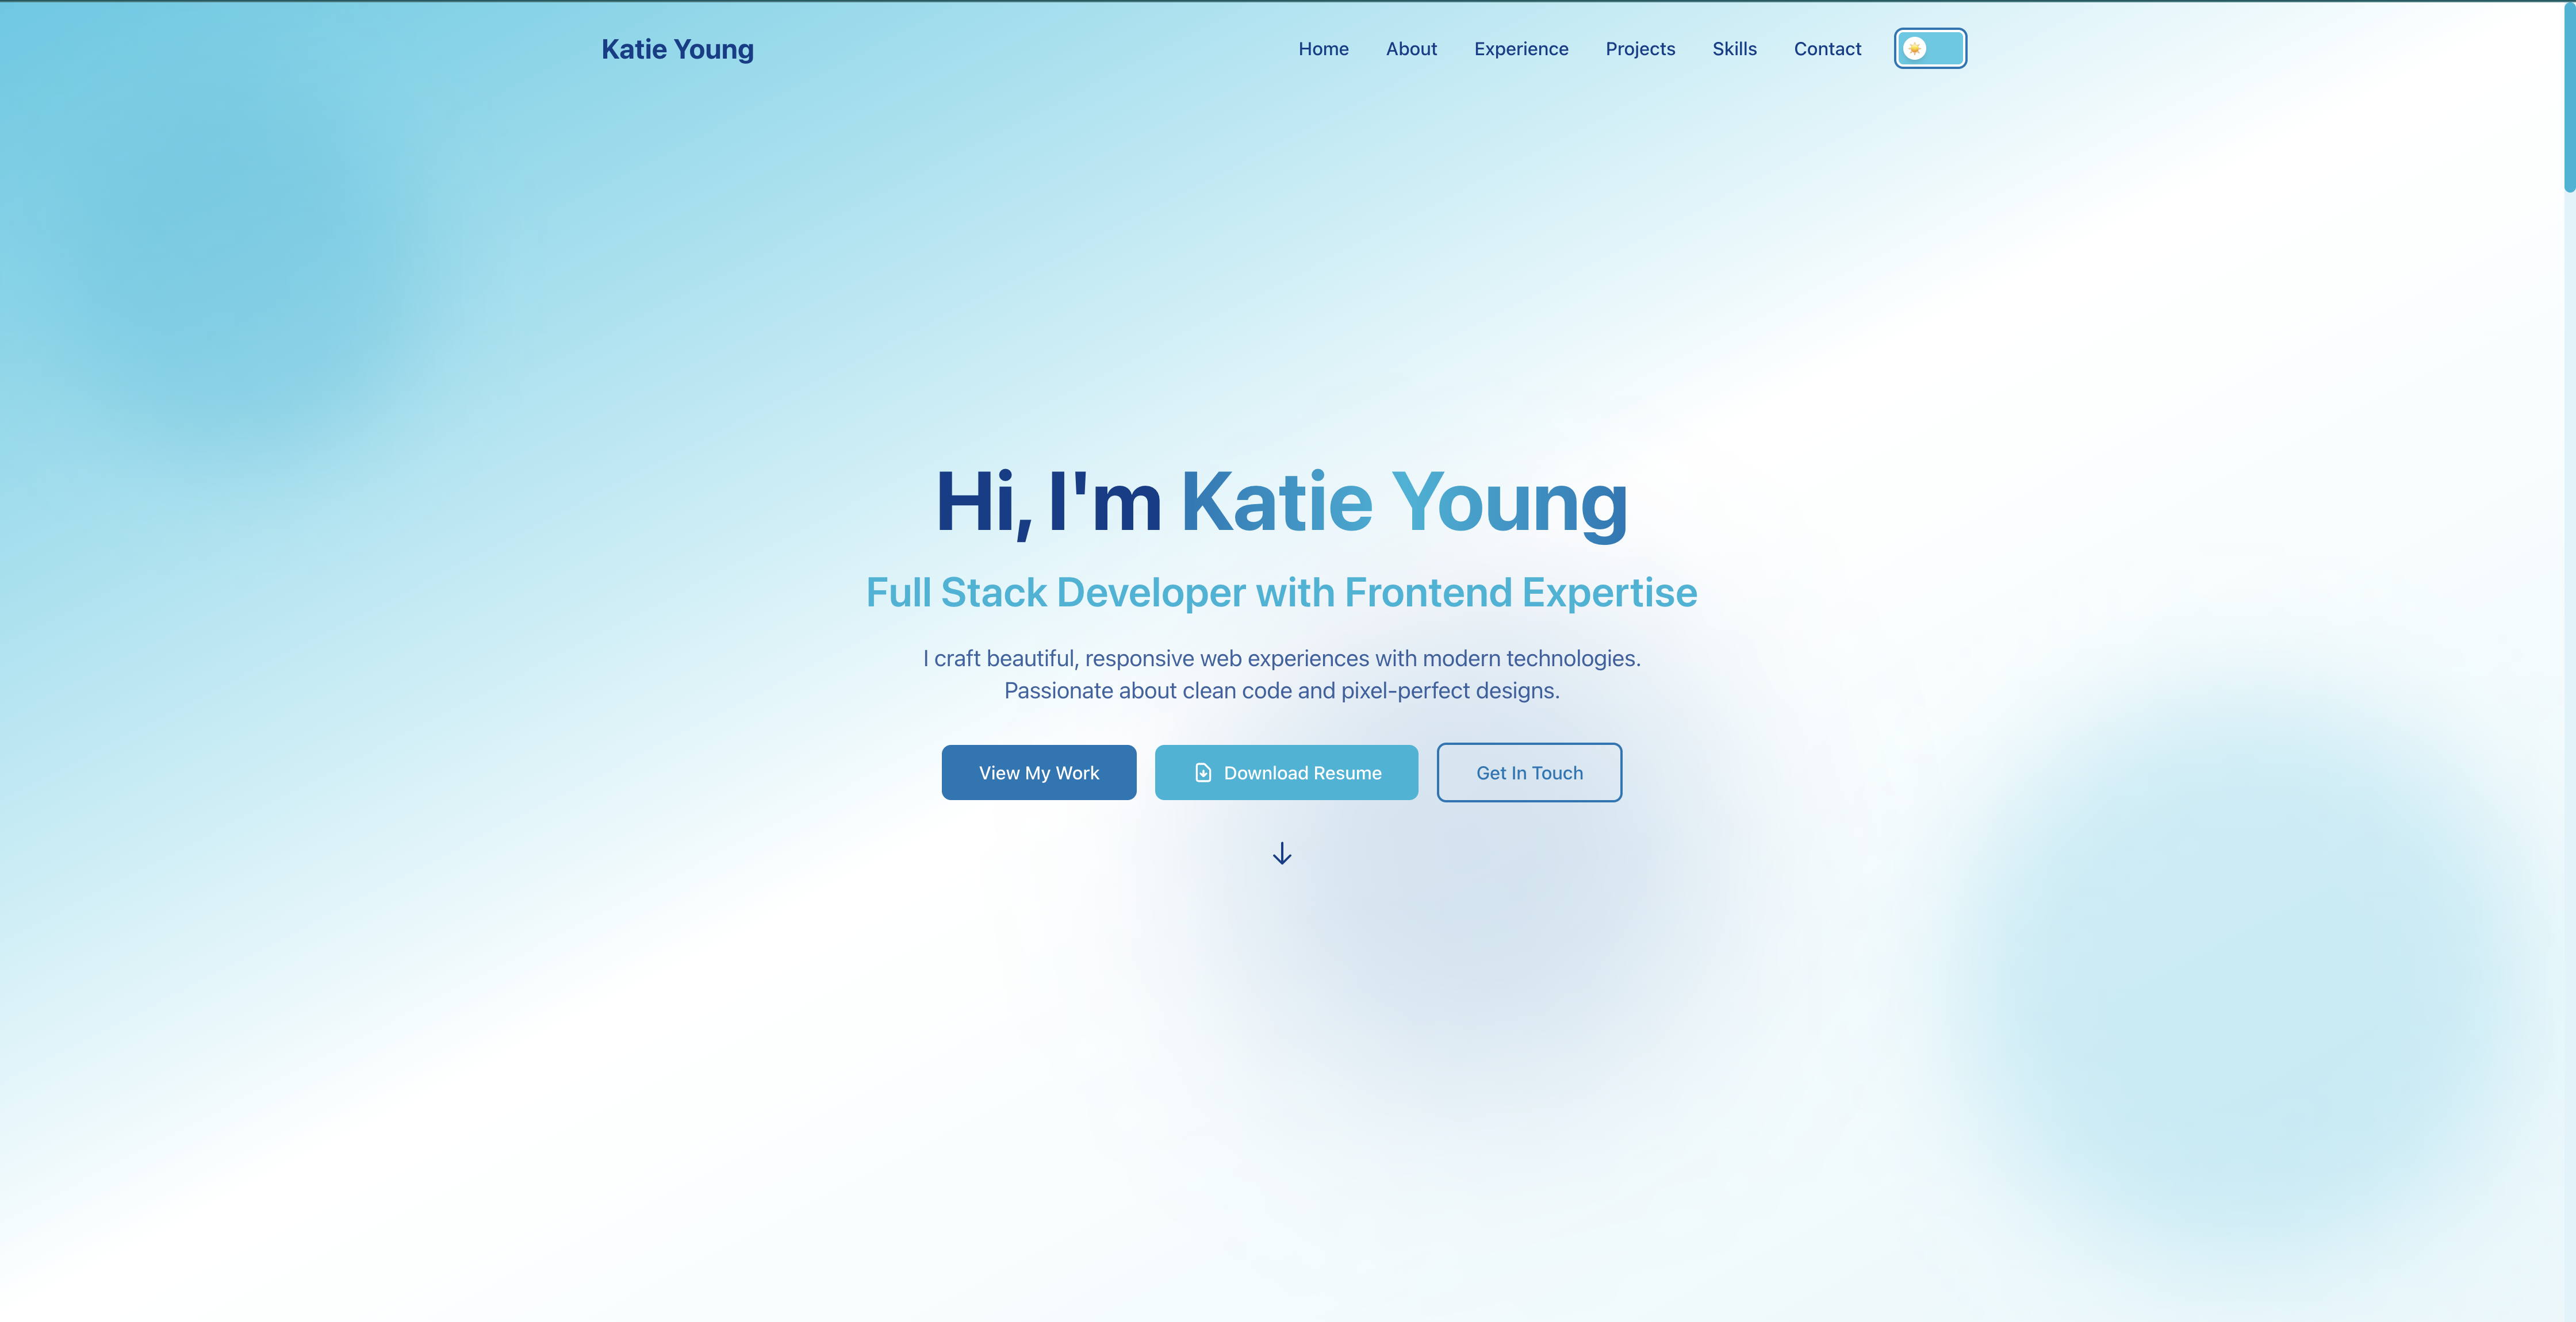 Katie Young
Home About Experience Projects Skills Contact
Hi, I'm Katie Young
Full Stack Developer with Frontend Expertise
I craft beautiful, responsive web experiences with modern technologies.
Passionate about clean code and pixel-perfect designs.
View My Work
Download Resume
Get In Touch